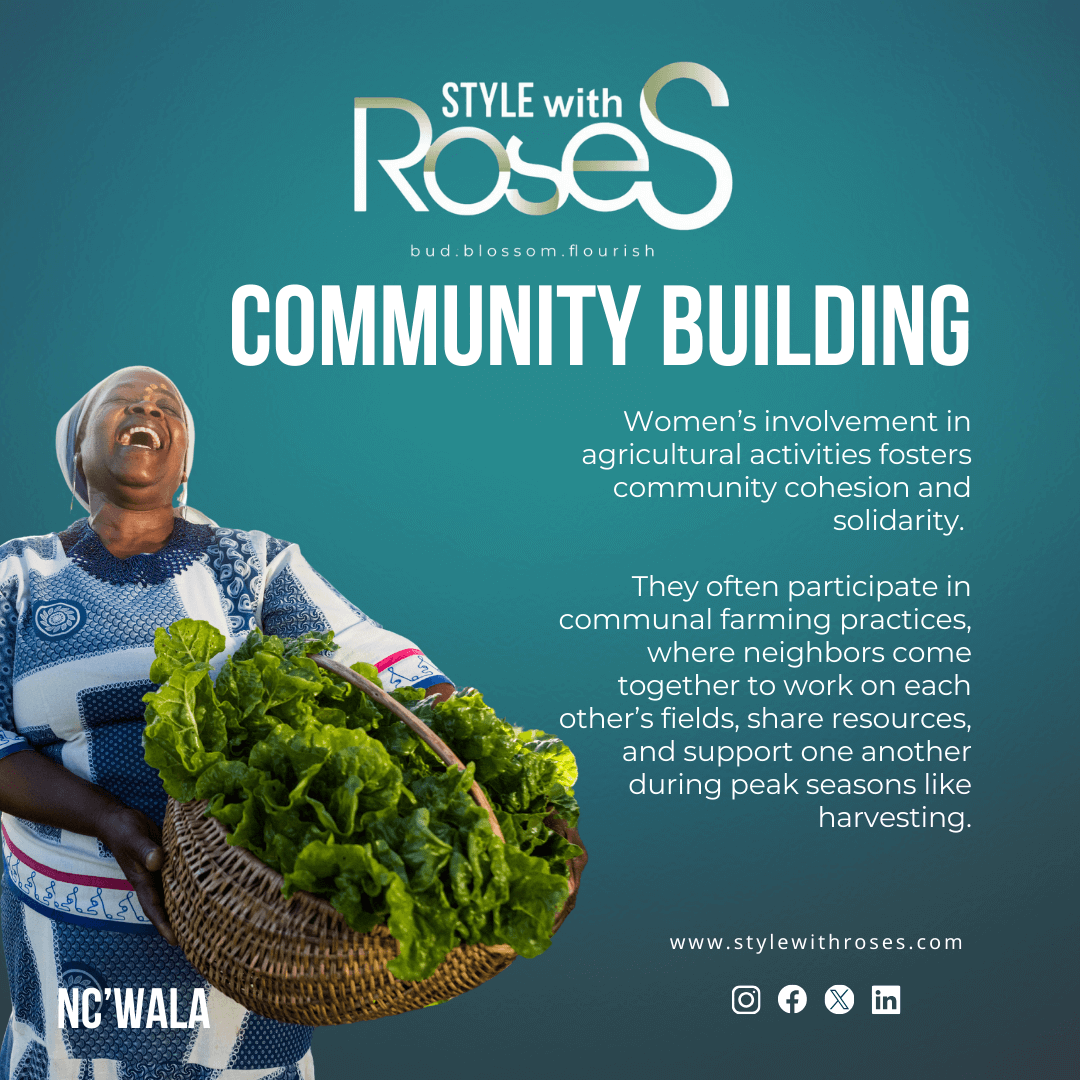 STYLE with
RoseS
bud.blossom.flourish
COMMUNITY BUILDING
Women’s involvement in
agricultural activities fosters
community cohesion and
solidarity.
They often participate in
communal farming practices,
where neighbors come
together to work on each
other’s fields, share resources,
and support one another
during peak seasons like
harvesting.
www.stylewithroses.com
NC’WALA